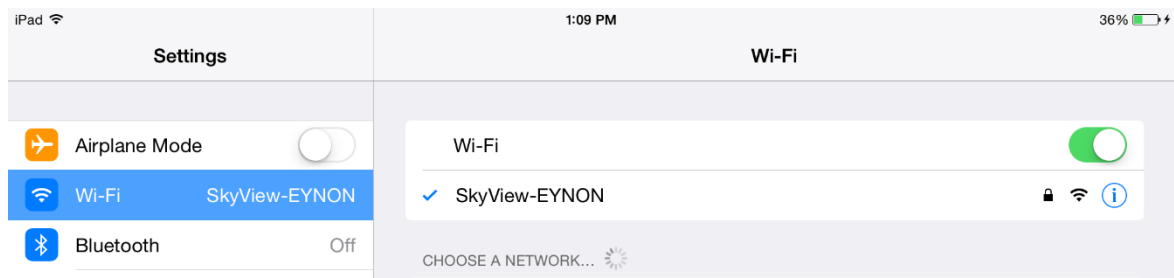 iPad 1:09 PM 36%
Settings Wi-Fi
Airplane Mode
Wi-Fi SkyView-EYNON
Bluetooth Off
Wi-Fi
SkyView-EYNON
CHOOSE A NETWORK...